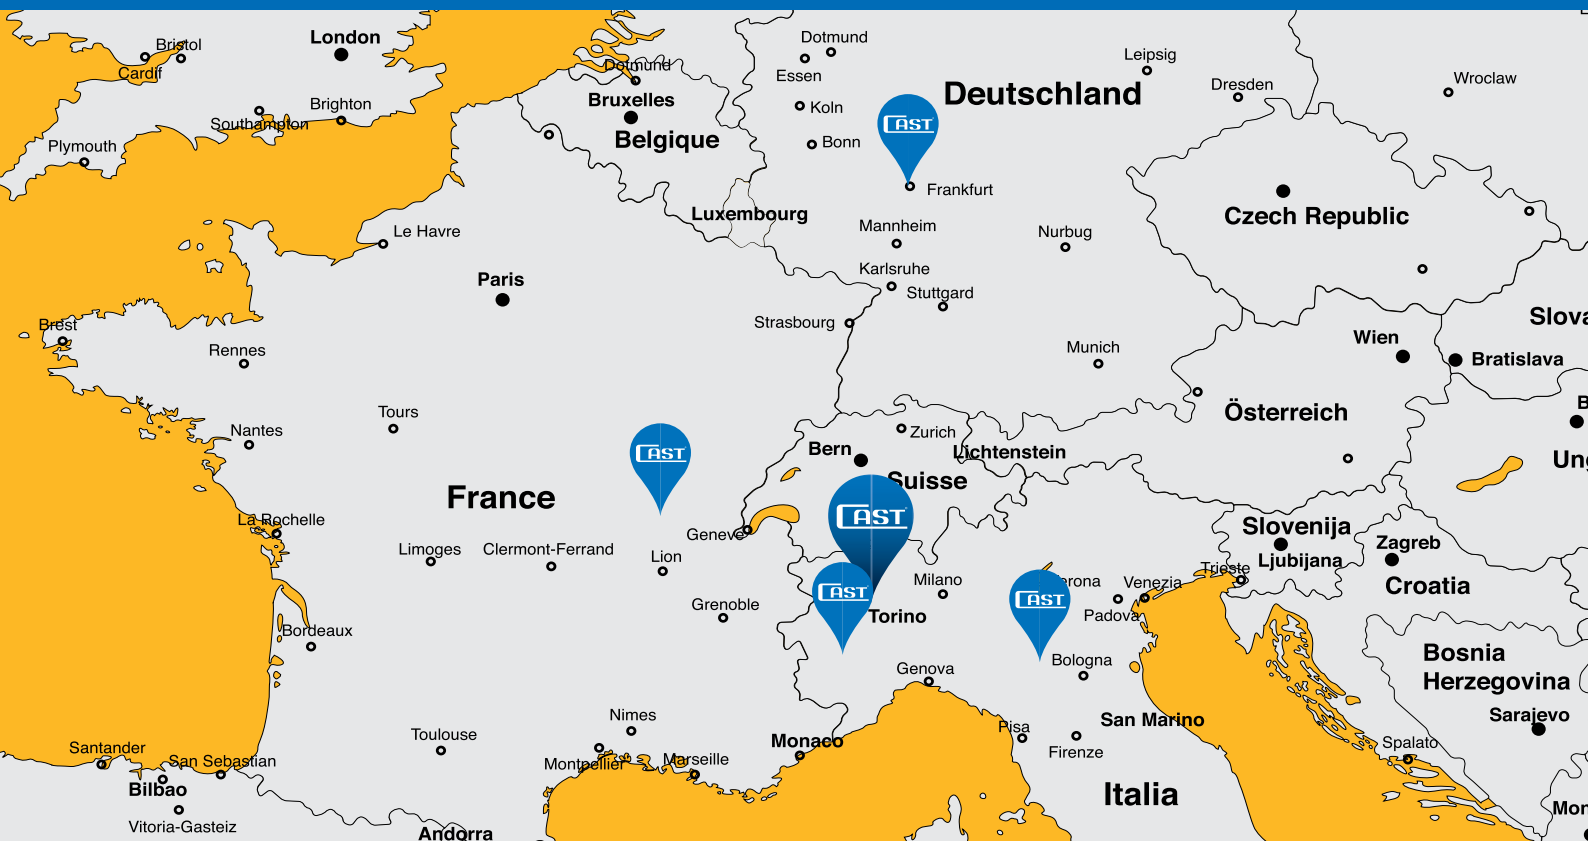 Bristol
London
Cardif
Brighton
Southampton
Plymouth
Dotmund
Essen
Dotmund
Bruxelles
Belgique
Koln
Bonn
Deutschland
Leipsig
Dresden
Wroclaw
CAST
Frankfurt
Luxembourg
Mannheim
Nurbug
Czech Republic
Le Havre
Paris
Karlsruhe
Stuttgard
Strasbourg
Munich
Brest
Rennes
Wien
Bratislava
Slova
Tours
Nantes
Österreich
B
Ung
Zurich
Bern
Lichtenstein
Suisse
CAST
CAST
France
La Rochelle
Geneve
Limoges
Clermont-Ferrand
Lion
Slovenija
Ljubijana
Zagreb
Croatia
Trieste
Milano
CAST
CAST
erona
Venezia
Padova
Torino
Grenoble
Bordeaux
Genova
Bologna
Bosnia
Herzegovina
Sarajevo
San Marino
Pisa
Firenze
Spalato
Nimes
Toulouse
Monaco
Montpellier
Marseille
Santander
San Sebastian
Bilbao
Vitoria-Gasteiz
Andorra
Italia
Mon